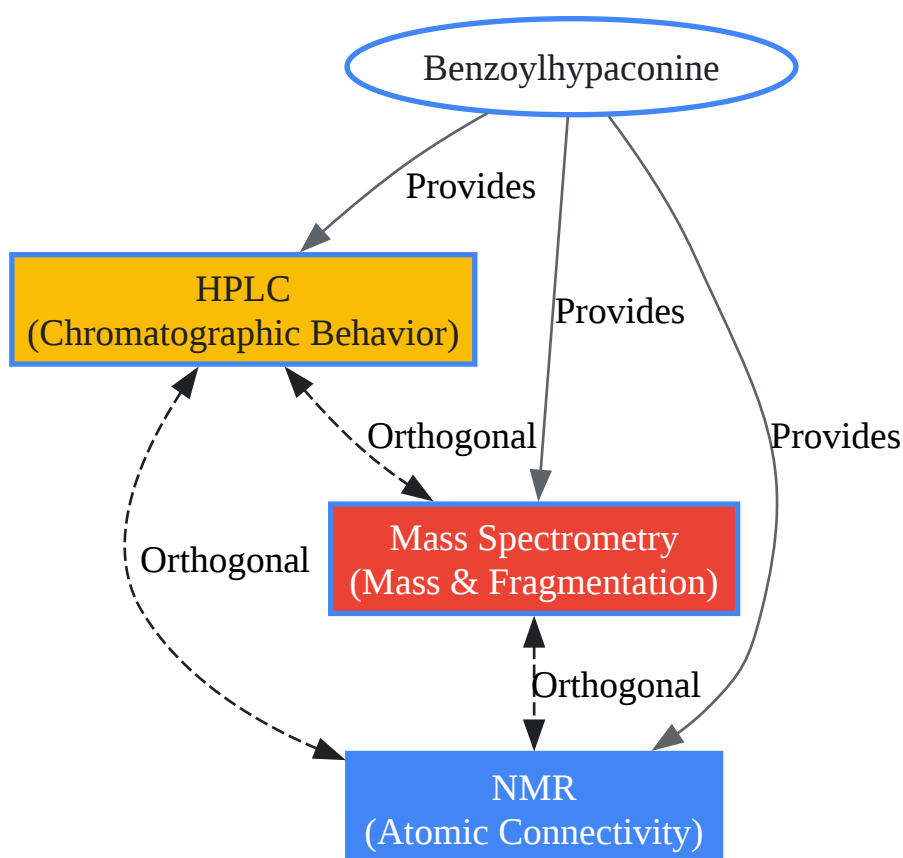 Benzoylhypaconine
Provides
HPLC
(Chromatographic Behavior)
Provides
Orthogonal
Provides
Mass Spectrometry
(Mass & Fragmentation)
Orthogonal
Orthogonal
NMR
(Atomic Connectivity)